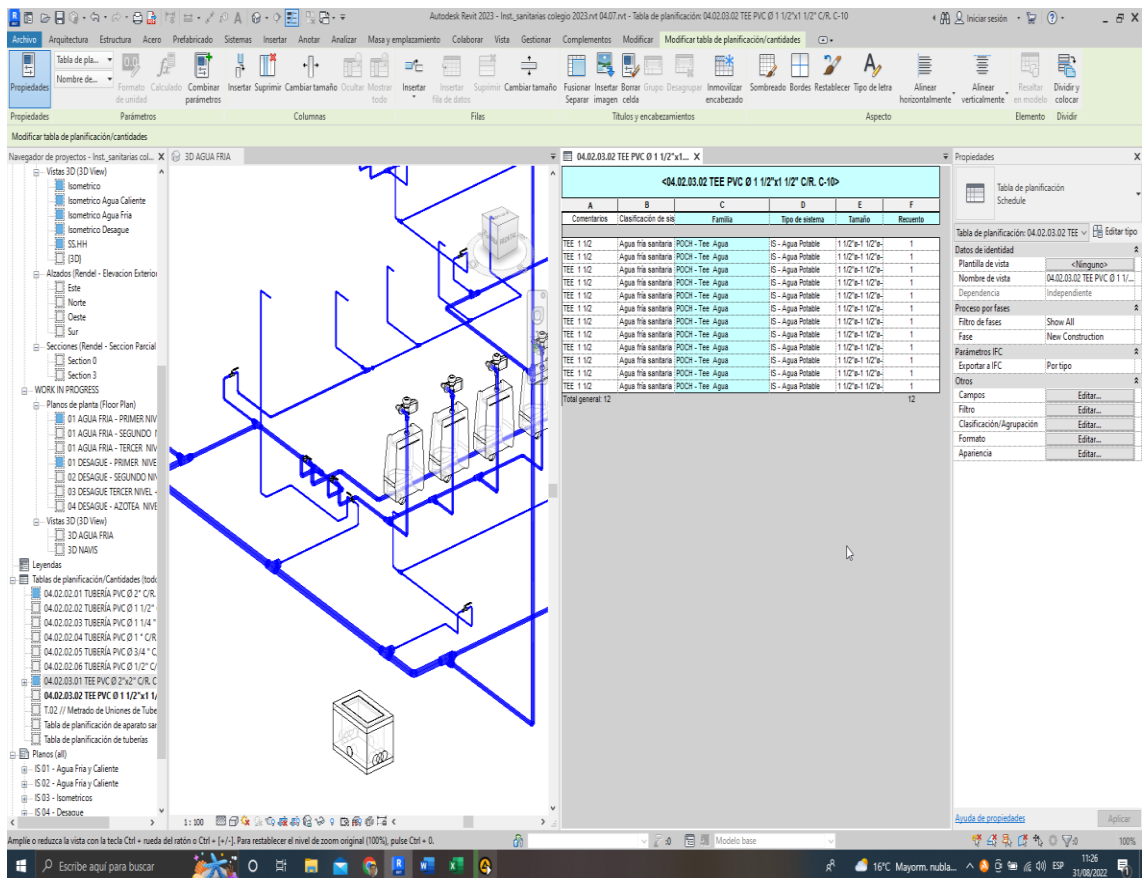 Autodesk Revit 2023 - Inst_sanitarias colegio 2023.rvt 04.07.rvt - Tabla de planificación: 04.02.03.02 TEE PVC Ø 1 1/2"x1 1/2" C/R. C-10
Iniciar sesión
Archivo Arquitectura Estructura Acero Prefabricado Sistemas Insertar Anotar Analizar Masa y emplazamiento Colaborar Vista Gestionar Complementos Modificar Modificar tabla de planificación/cantidades
Tabla de pla...
Nombre de...
Propiedades
Formato de unidad
Calculado
Combinar parámetros
Insertar Suprimir Cambiar tamaño Ocultar Mostrar todo
Insertar
Insertar fila de datos
Suprimir Cambiar tamaño
Fusionar Separar
Insertar imagen
Borrar celda
Grupo Desagrupar
Inmovilizar encabezado
Sombreado Bordes Restablecer Tipo de letra
Alinear horizontalmente
Alinear verticalmente
Resaltar en modelo
Dividir y colocar
Propiedades Parámetros Columnas Filas Títulos y encabezamientos Aspecto Elemento Dividir
Modificar tabla de planificación/cantidades
Navegador de proyectos - Inst_sanitarias col... X
Vistas 3D (3D View)
Isometrico
Isometrico Agua Caliente
Isometrico Agua Fria
Isometrico Desague
SS.HH
{3D}
Alzados (Rendel - Elevacion Exterior
Este
Norte
Oeste
Sur
Secciones (Rendel - Seccion Parcial
Section 0
Section 3
WORK IN PROGRESS
Planos de planta (Floor Plan)
01 AGUA FRIA - PRIMER NIV
01 AGUA FRIA - SEGUNDO N
01 AGUA FRIA - TERCER NIV
01 DESAGUE - PRIMER NIVE
02 DESAGUE - SEGUNDO NIV
03 DESAGUE TERCER NIVEL -
04 DESAGUE - AZOTEA NIVE
Vistas 3D (3D View)
3D AGUA FRIA
3D NAVIS
Leyendas
Tablas de planificación/Cantidades (todo
04.02.02.01 TUBERÍA PVC Ø 2" C/R.
04.02.02.02 TUBERÍA PVC Ø 1 1/2"
04.02.02.03 TUBERÍA PVC Ø 1 1/4 "
04.02.02.04 TUBERÍA PVC Ø 1 " C/R
04.02.02.05 TUBERÍA PVC Ø 3/4 " C
04.02.02.06 TUBERÍA PVC Ø 1/2" C/
04.02.03.01 TEE PVC Ø 2"x2" C/R. C
04.02.03.02 TEE PVC Ø 1 1/2"x1 1/
T.02 // Metrado de Uniones de Tube
Tabla de planificación de aparato sar
Tabla de planificación de tuberías
Planos (all)
IS 01 - Agua Fria y Caliente
IS 02 - Agua Fria y Caliente
IS 03 - Isometricos
IS 04 - Desague
3D AGUA FRIA
1 : 100
04.02.03.02 TEE PVC Ø 1 1/2"x1... X
<04.02.03.02 TEE PVC Ø 1 1/2"x1 1/2" C/R. C-10>
A B C D E F
Comentarios Clasificación de sis Familia Tipo de sistema Tamaño Recuento
TEE 1 1/2 Agua fría sanitaria POCH - Tee Agua IS - Agua Potable 1 1/2"ø-1 1/2"ø- 1
TEE 1 1/2 Agua fría sanitaria POCH - Tee Agua IS - Agua Potable 1 1/2"ø-1 1/2"ø- 1
TEE 1 1/2 Agua fría sanitaria POCH - Tee Agua IS - Agua Potable 1 1/2"ø-1 1/2"ø- 1
TEE 1 1/2 Agua fría sanitaria POCH - Tee Agua IS - Agua Potable 1 1/2"ø-1 1/2"ø- 1
TEE 1 1/2 Agua fría sanitaria POCH - Tee Agua IS - Agua Potable 1 1/2"ø-1 1/2"ø- 1
TEE 1 1/2 Agua fría sanitaria POCH - Tee Agua IS - Agua Potable 1 1/2"ø-1 1/2"ø- 1
TEE 1 1/2 Agua fría sanitaria POCH - Tee Agua IS - Agua Potable 1 1/2"ø-1 1/2"ø- 1
TEE 1 1/2 Agua fría sanitaria POCH - Tee Agua IS - Agua Potable 1 1/2"ø-1 1/2"ø- 1
TEE 1 1/2 Agua fría sanitaria POCH - Tee Agua IS - Agua Potable 1 1/2"ø-1 1/2"ø- 1
TEE 1 1/2 Agua fría sanitaria POCH - Tee Agua IS - Agua Potable 1 1/2"ø-1 1/2"ø- 1
TEE 1 1/2 Agua fría sanitaria POCH - Tee Agua IS - Agua Potable 1 1/2"ø-1 1/2"ø- 1
TEE 1 1/2 Agua fría sanitaria POCH - Tee Agua IS - Agua Potable 1 1/2"ø-1 1/2"ø- 1
Total general: 12 12
Propiedades X
Tabla de planificación
Schedule
Tabla de planificación: 04.02.03.02 TEE Editar tipo
Datos de identidad
Plantilla de vista <Ninguno>
Nombre de vista 04.02.03.02 TEE PVC Ø 1 1/...
Dependencia Independiente
Proceso por fases
Filtro de fases Show All
Fase New Construction
Parámetros IFC
Exportar a IFC Por tipo
Otros
Campos Editar...
Filtro Editar...
Clasificación/Agrupación Editar...
Formato Editar...
Apariencia Editar...
Ayuda de propiedades Aplicar
Amplíe o reduzca la vista con la tecla Ctrl + rueda del ratón o Ctrl + [+/-]. Para restablecer el nivel de zoom original (100%), pulse Ctrl + 0.
:0 Modelo base
:0 100%
Escribe aquí para buscar
16°C Mayorm. nubla... ESP
11:26
31/08/2022